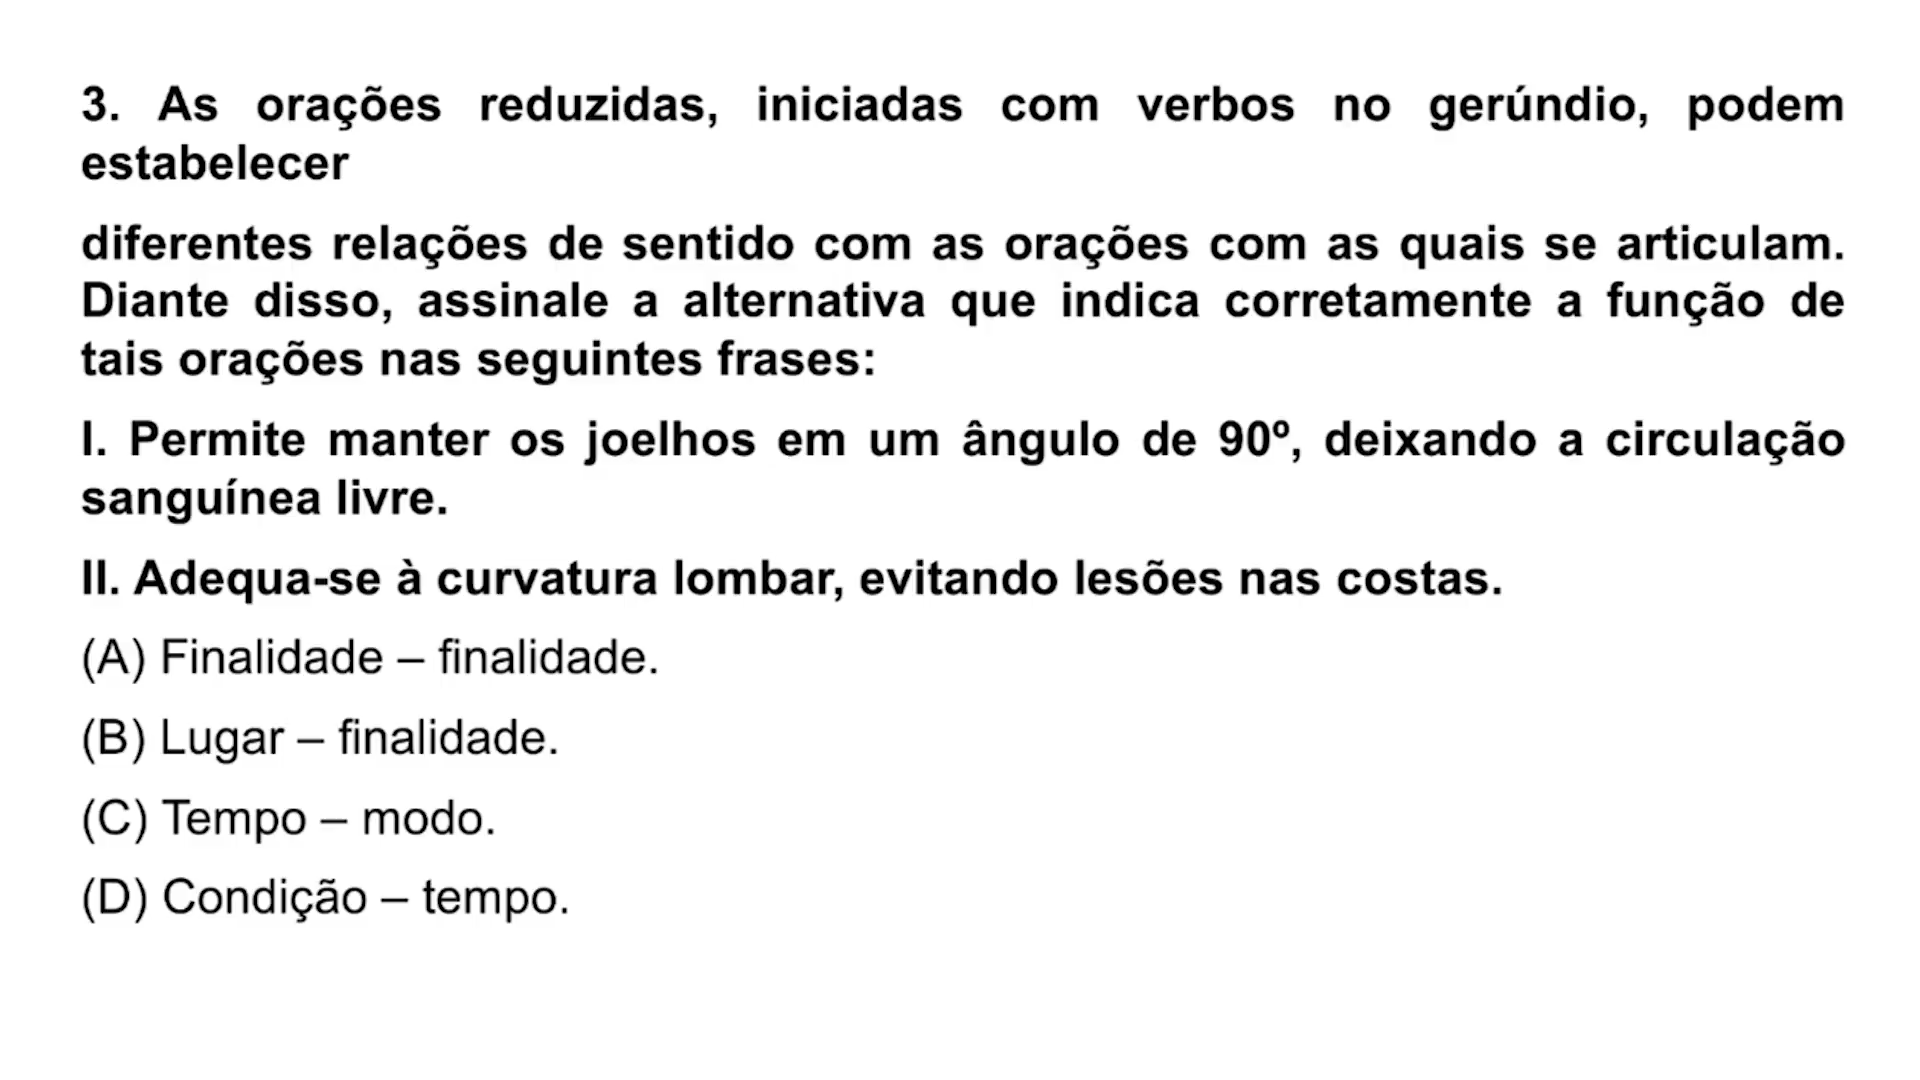 3. As orações reduzidas, iniciadas com verbos no gerúndio, podem
estabelecer
diferentes relações de sentido com as orações com as quais se articulam.
Diante disso, assinale a alternativa que indica corretamente a função de
tais orações nas seguintes frases:
I. Permite manter os joelhos em um ângulo de 90º, deixando a circulação
sanguínea livre.
II. Adequa-se à curvatura lombar, evitando lesões nas costas.
(A) Finalidade – finalidade.
(B) Lugar – finalidade.
(C) Tempo – modo.
(D) Condição – tempo.